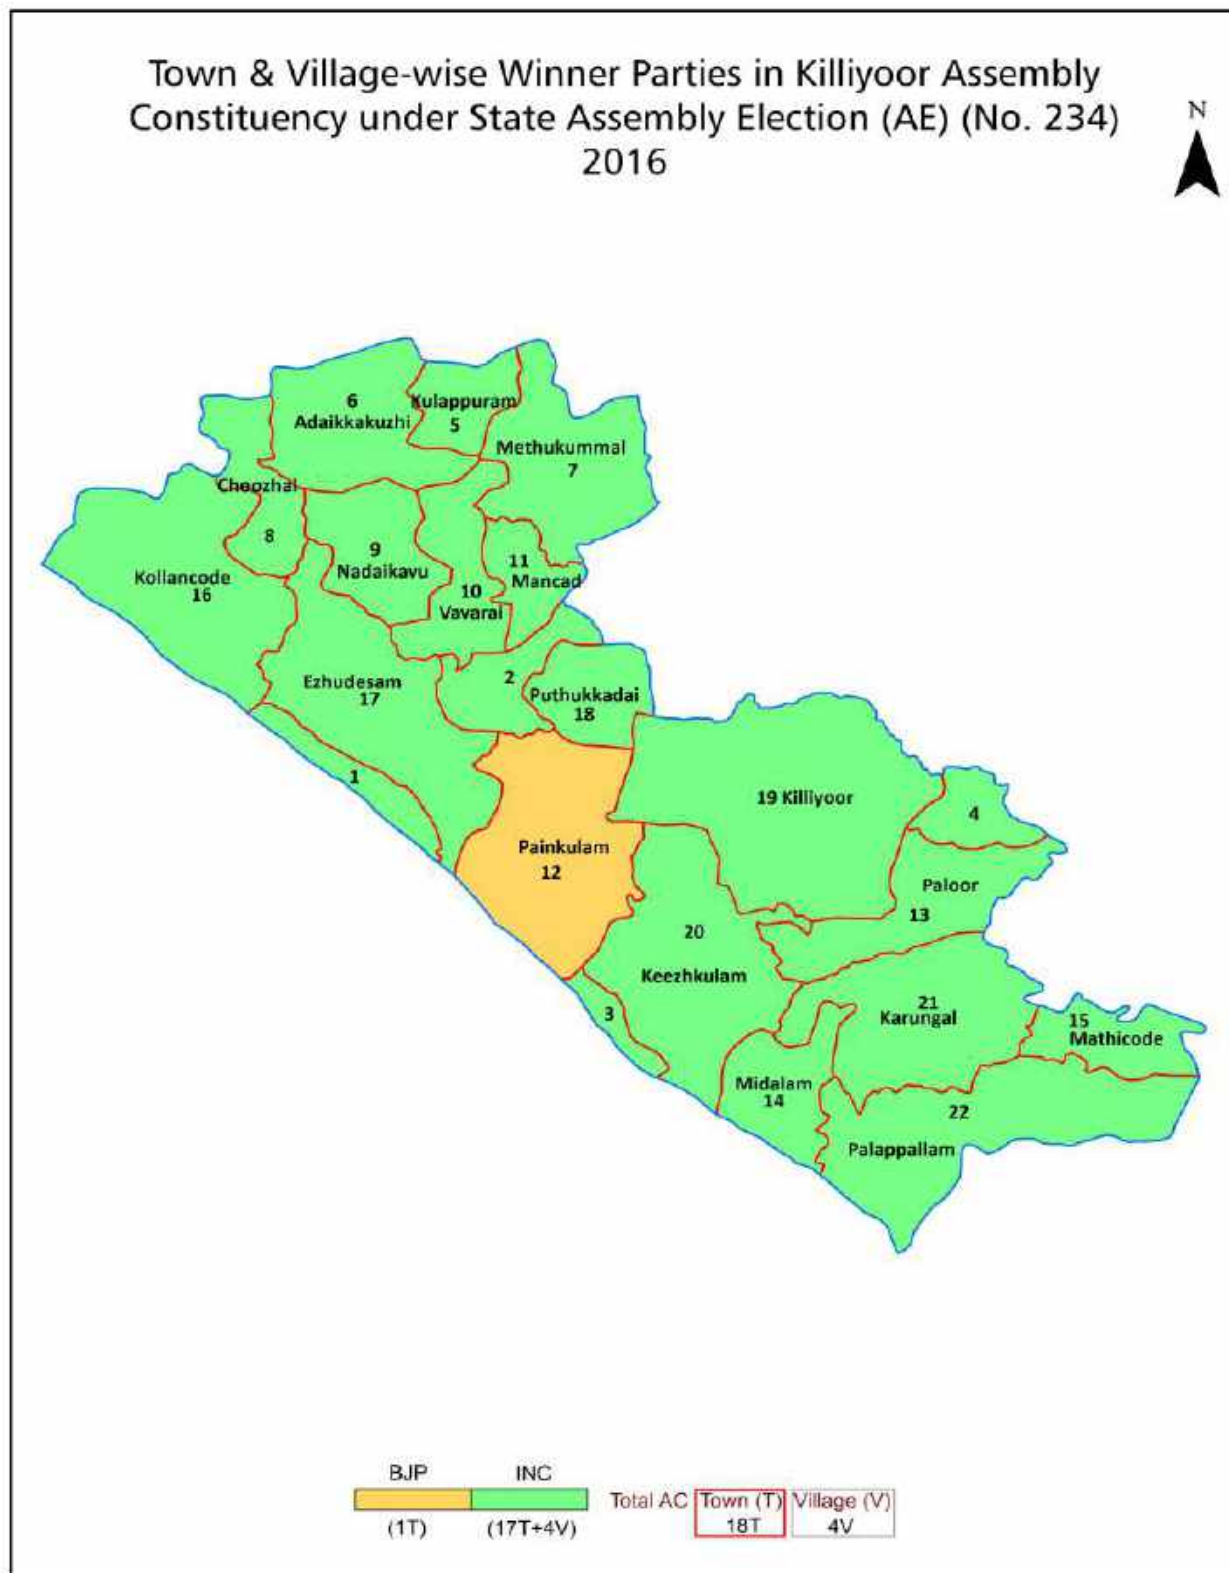 Town & Village-wise Winner Parties in Killiyoor Assembly
Constituency under State Assembly Election (AE) (No. 234)
2016
N
6
Adaikkakuzhi
Kulappuram
5
Methukummal
7
Choozhal
8
9
Nadaikavu
11
Mancad
Kollancode
16
10
Vavarai
Ezhudesam
17
2
Puthukkadai
18
1
19 Killiyoor
4
Painkulam
12
Paloor
13
20
Keezhkulam
3
21
Karungal
15
Mathicode
Midalam
14
22
Palappallam
BJP INC
Total AC Town (T) Village (V)
(1T) (17T+4V) 18T 4V